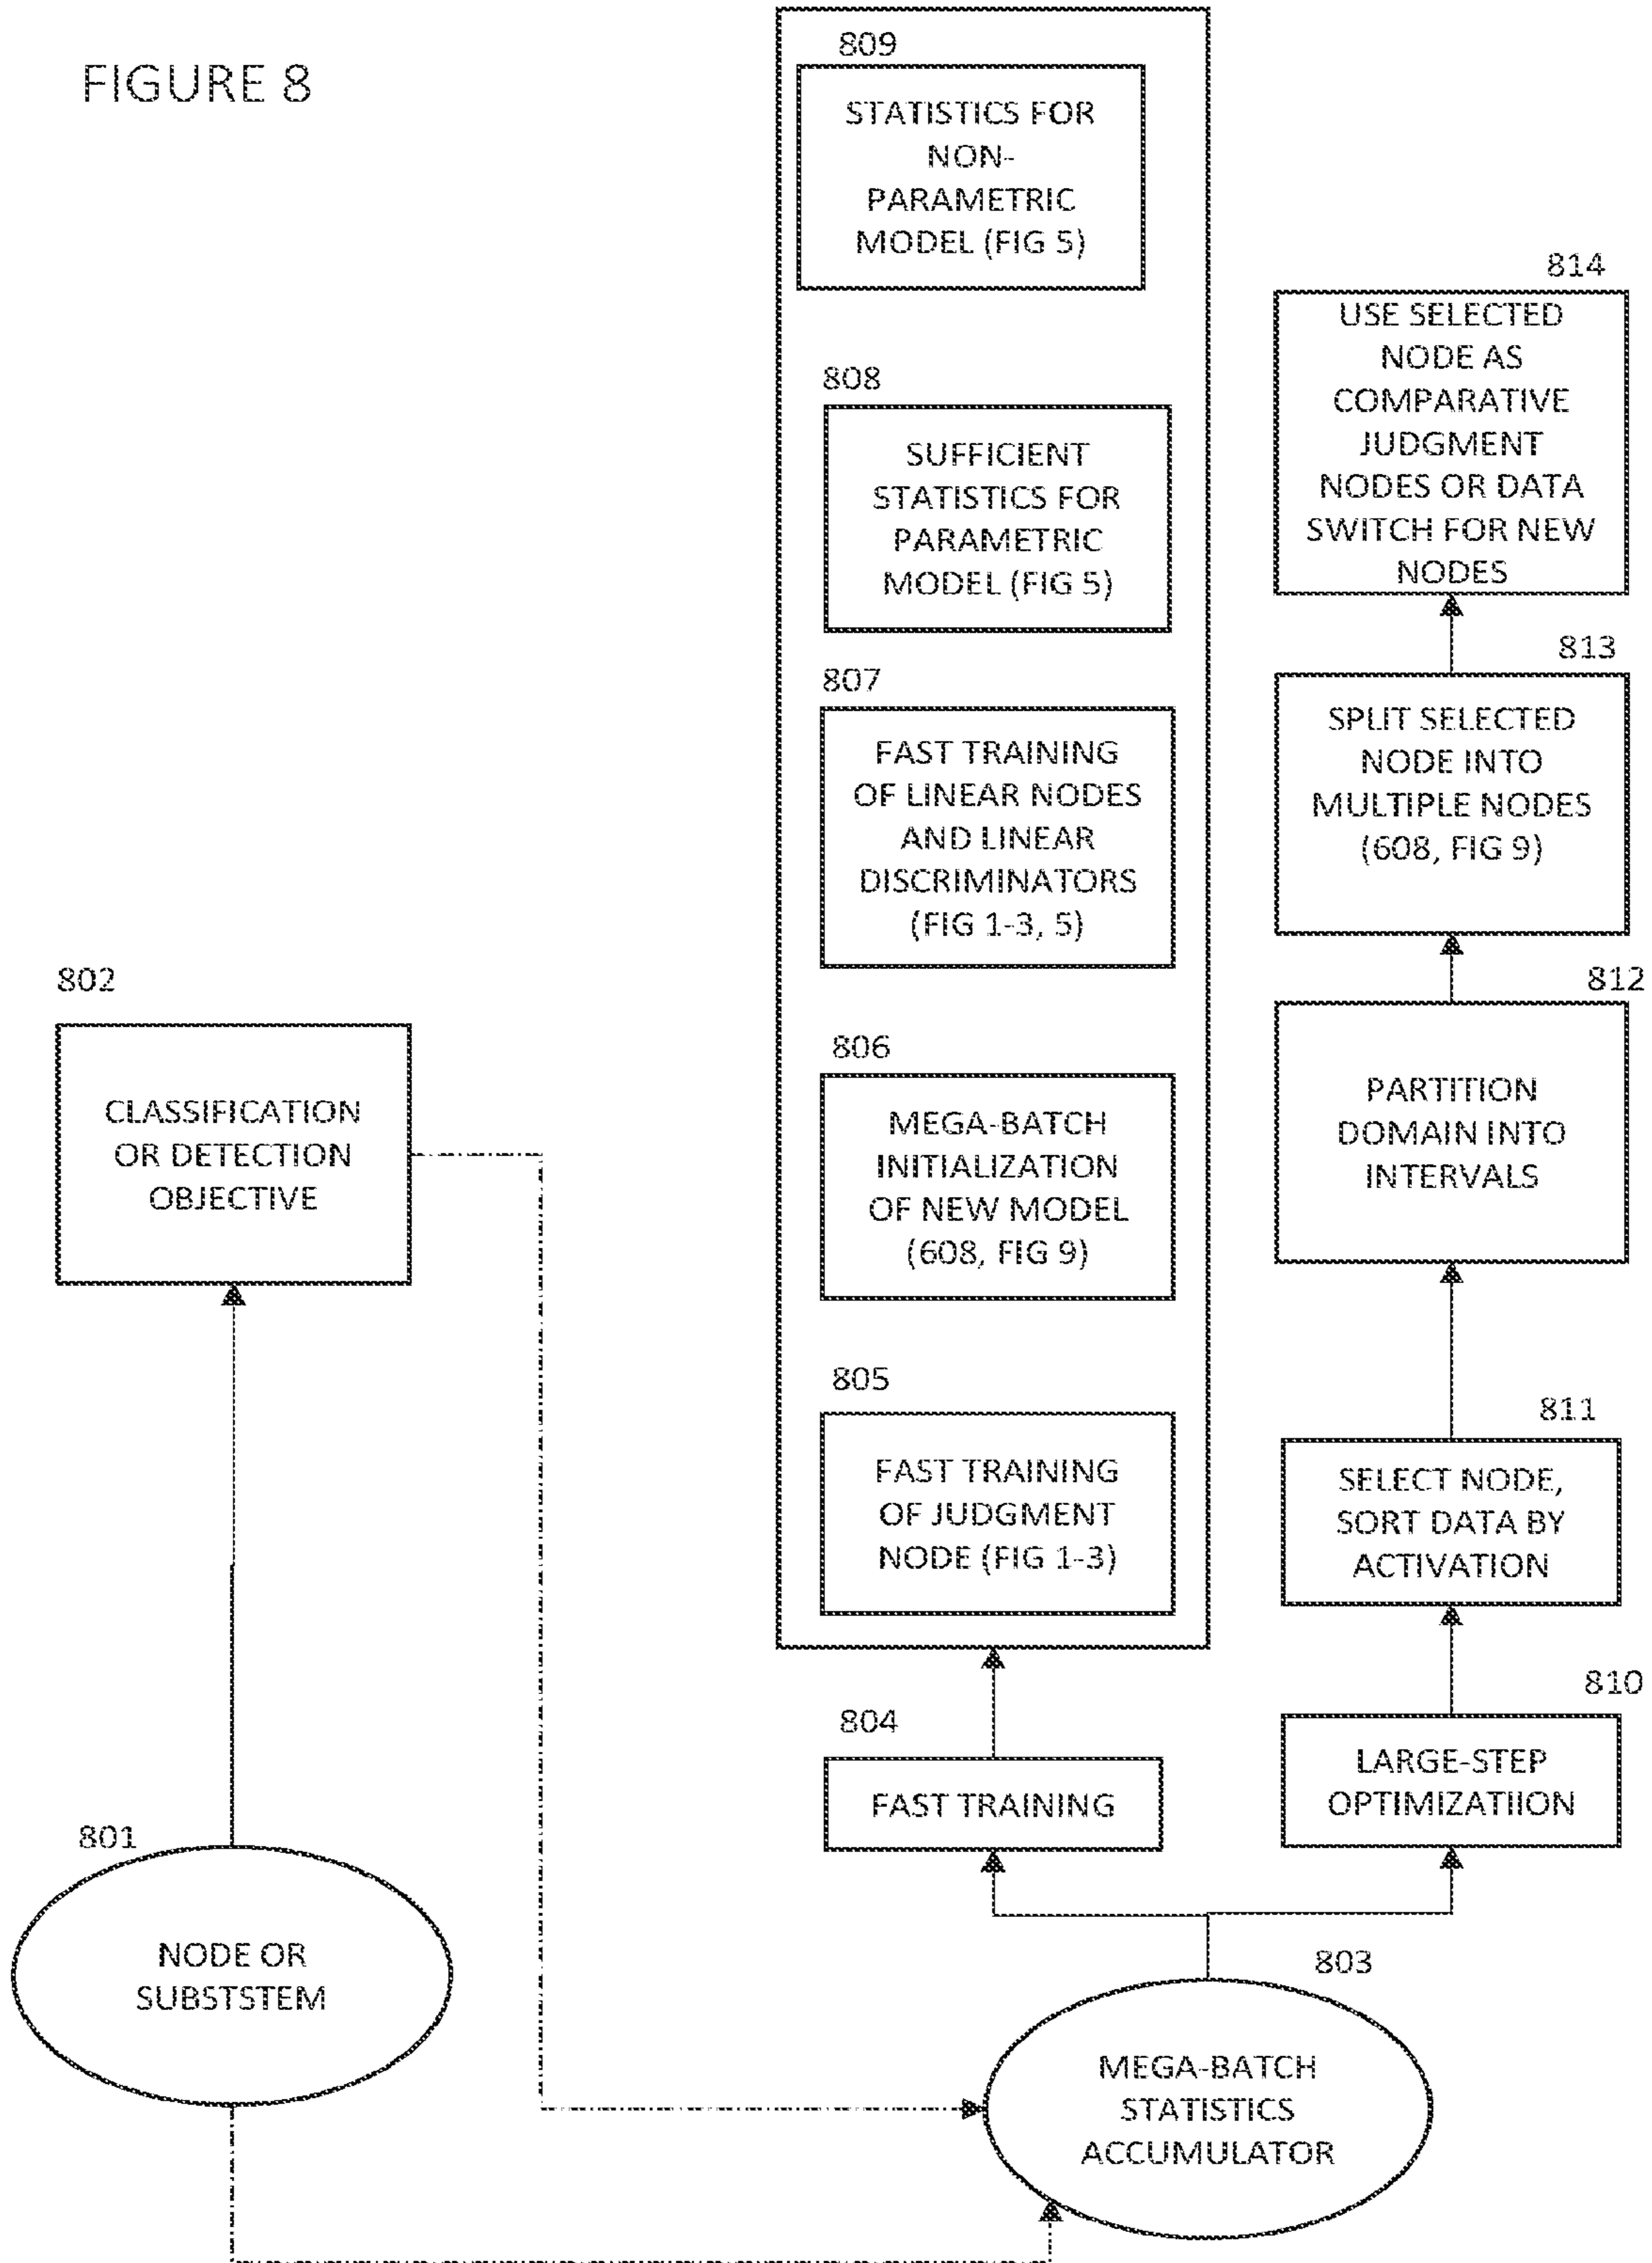 FIGURE 8
809
STATISTICS FOR
NON-
PARAMETRIC
MODEL (FIG 5)
808
SUFFICIENT
STATISTICS FOR
PARAMETRIC
MODEL (FIG 5)
807
FAST TRAINING
OF LINEAR NODES
AND LINEAR
DISCRIMINATORS
(FIG 1-3, 5)
806
MEGA-BATCH
INITIALIZATION
OF NEW MODEL
(608, FIG 9)
805
FAST TRAINING
OF JUDGMENT
NODE (FIG 1-3)
804
FAST TRAINING
814
USE SELECTED
NODE AS
COMPARATIVE
JUDGMENT
NODES OR DATA
SWITCH FOR NEW
NODES
813
SPLIT SELECTED
NODE INTO
MULTIPLE NODES
(608, FIG 9)
812
PARTITION
DOMAIN INTO
INTERVALS
811
SELECT NODE,
SORT DATA BY
ACTIVATION
810
LARGE-STEP
OPTIMIZATIION
802
CLASSIFICATION
OR DETECTION
OBJECTIVE
801
NODE OR
SUBSTSTEM
803
MEGA-BATCH
STATISTICS
ACCUMULATOR